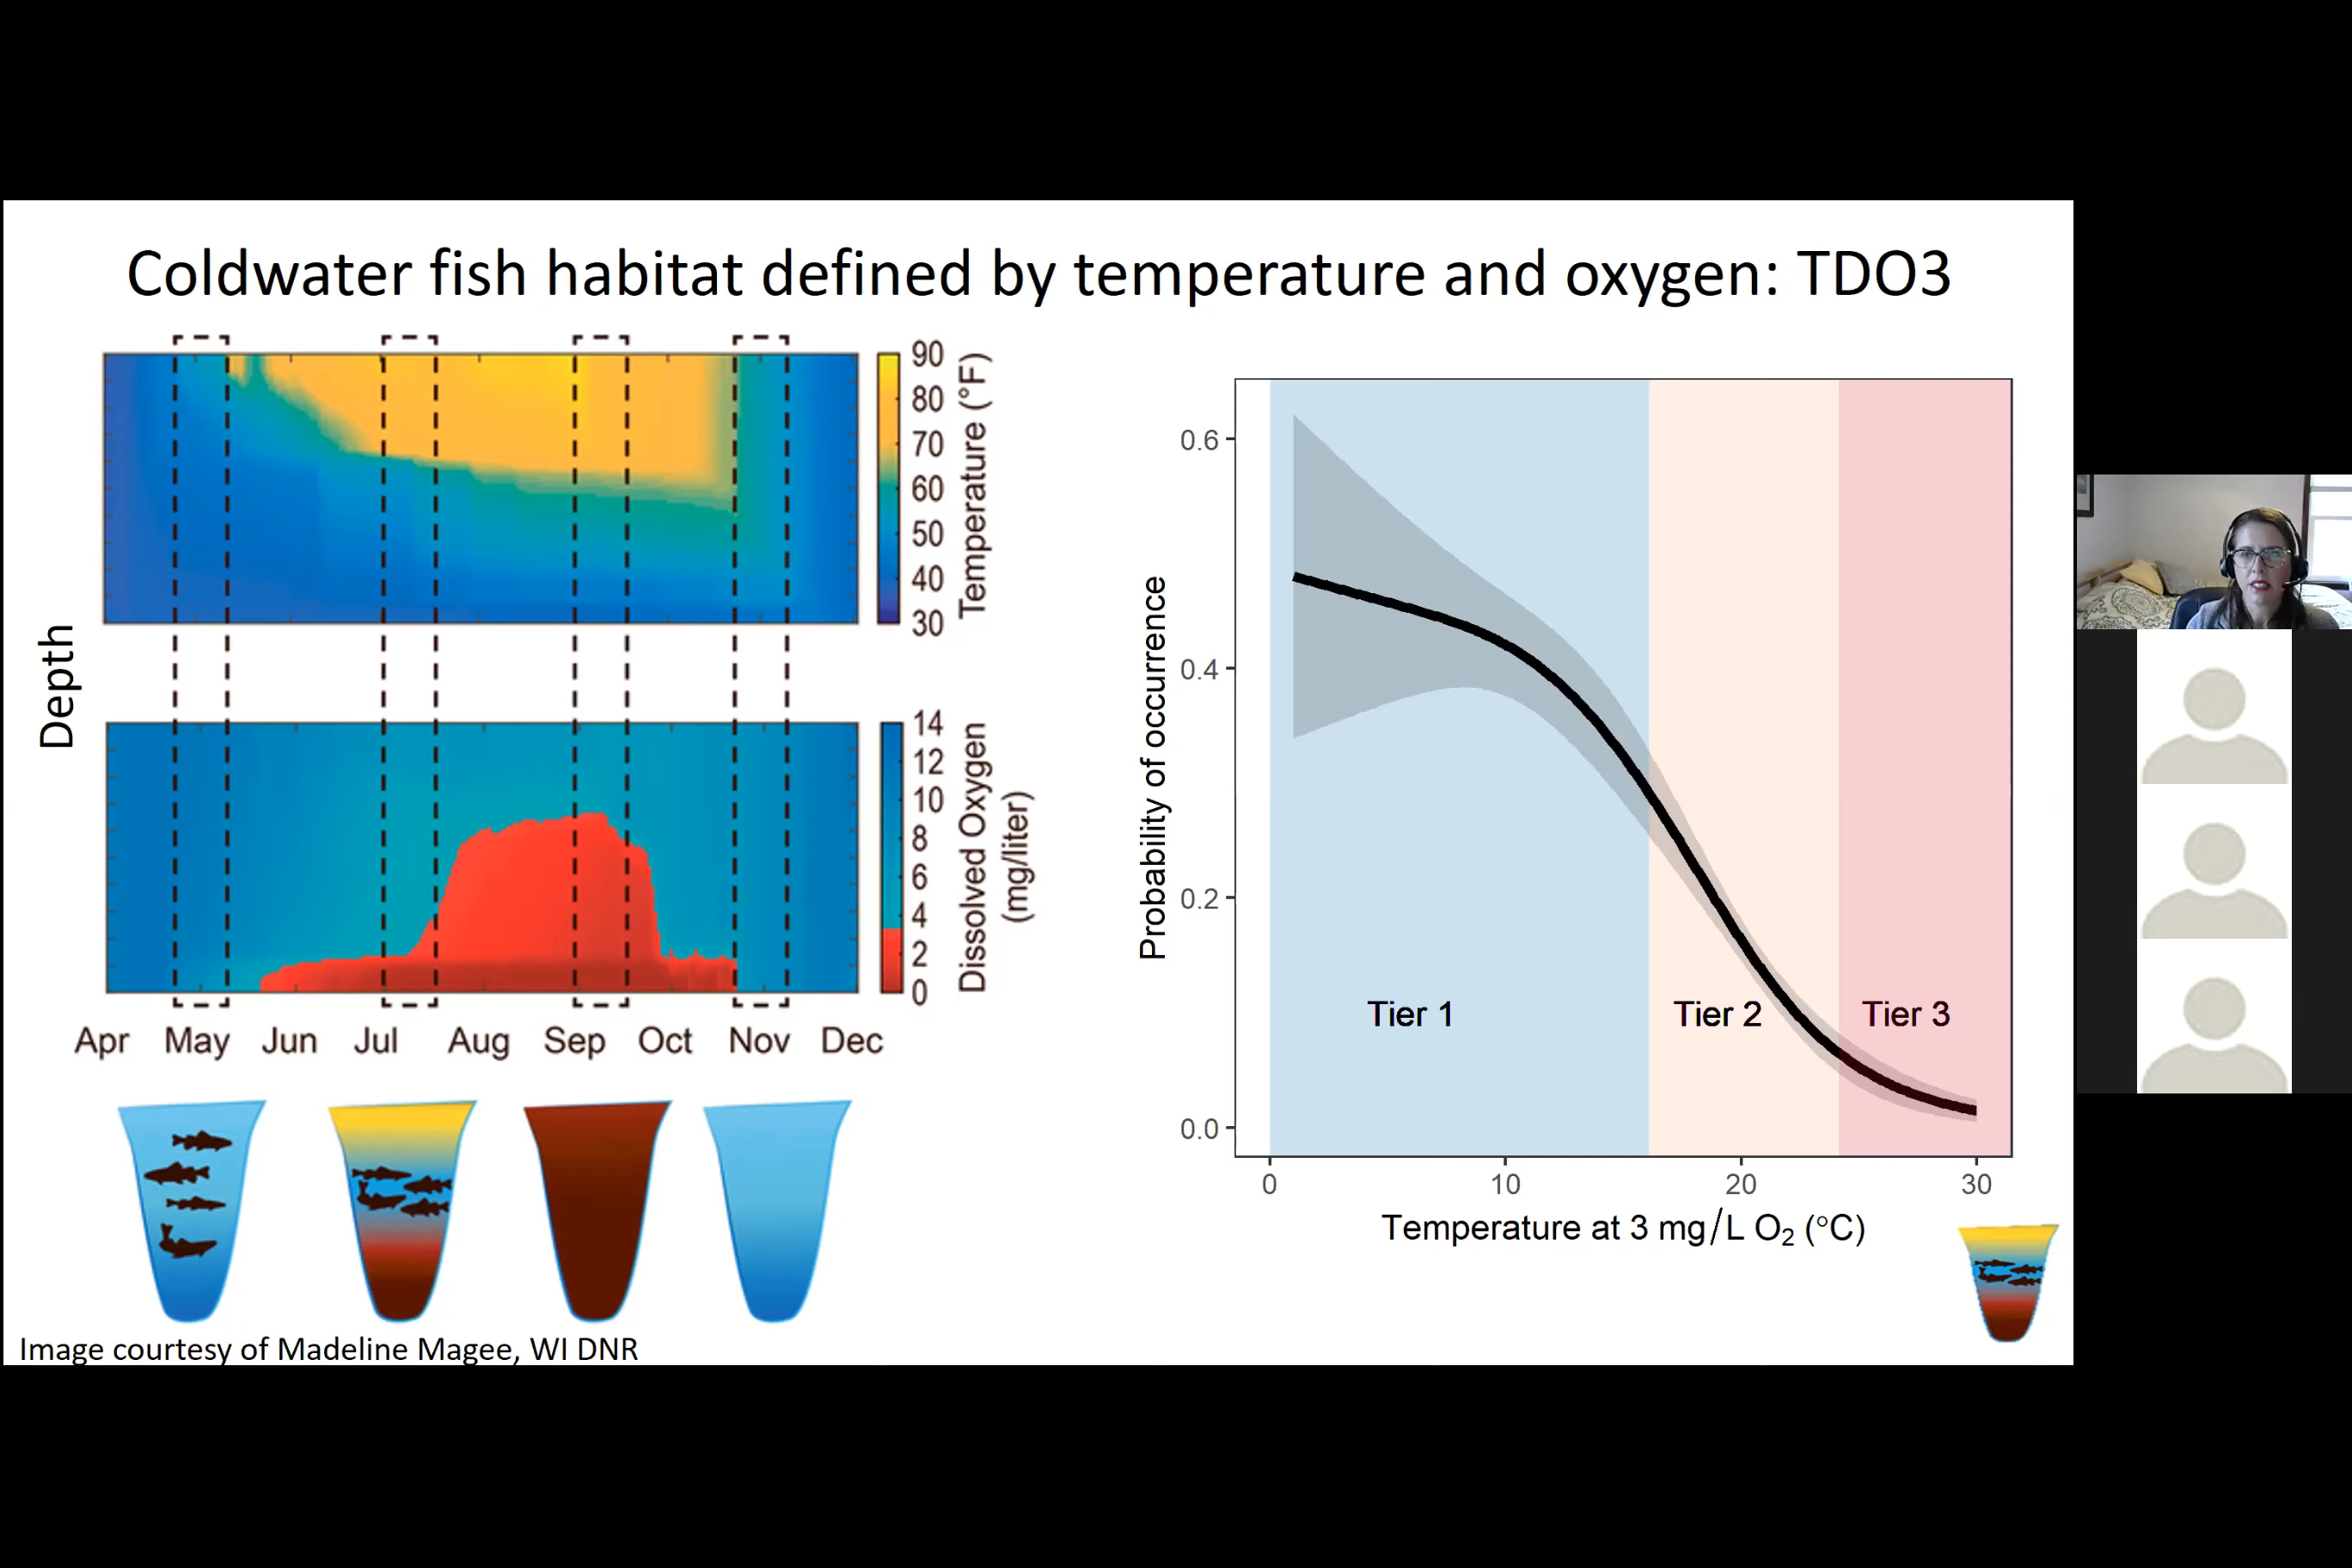 Coldwater fish habitat defined by temperature and oxygen: TDO3
Depth
90
80
70
60
50
40
30
Temperature (°F)
14
12
10
8
6
4
2
0
Dissolved Oxygen
(mg/liter)
Apr May Jun Jul Aug Sep Oct Nov Dec
Image courtesy of Madeline Magee, WI DNR
Probability of occurrence
0.6
0.4
0.2
0.0
Tier 1 Tier 2 Tier 3
0 10 20 30
Temperature at 3 mg/L O₂ (°C)